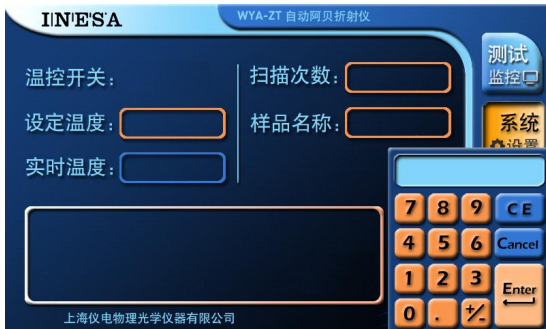 INESA
WYA-ZT 自动阿贝折射仪
温控开关：
扫描次数：
测试
监控
设定温度：
样品名称：
系统
设置
实时温度：
7 8 9 CE
4 5 6 Cancel
1 2 3 Enter
0 . +/-
上海仪电物理光学仪器有限公司